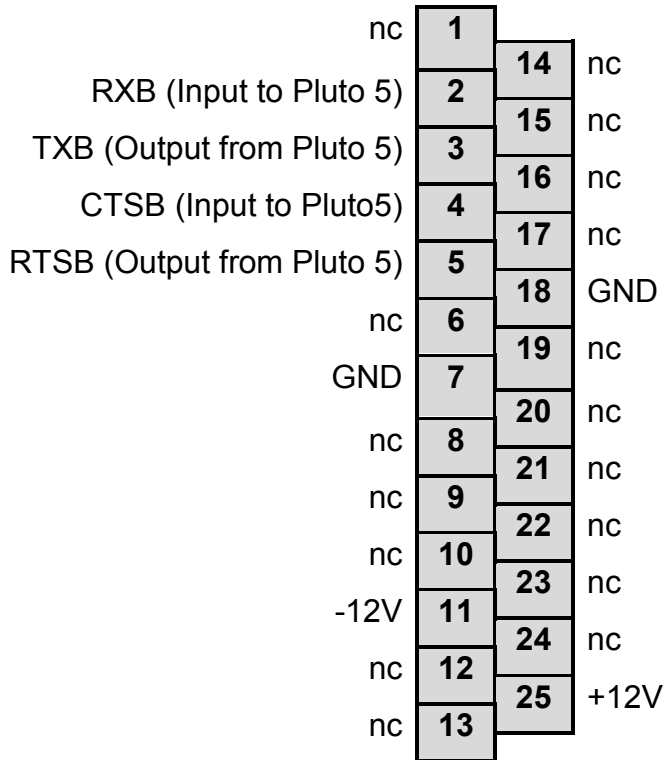 nc 1
14 nc
RXB (Input to Pluto 5) 2
15 nc
TXB (Output from Pluto 5) 3
16 nc
CTSB (Input to Pluto5) 4
17 nc
RTSB (Output from Pluto 5) 5
18 GND
nc 6
19 nc
GND 7
20 nc
nc 8
21 nc
nc 9
22 nc
nc 10
23 nc
-12V 11
24 nc
nc 12
25 +12V
nc 13